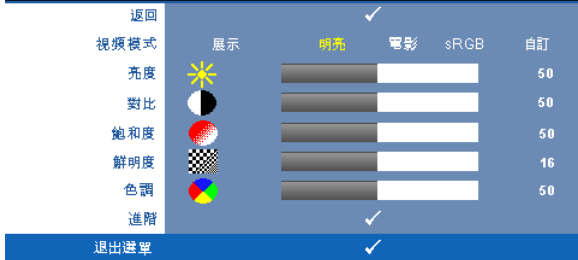 返回 ✓
視頻模式 展示 明亮 電影 sRGB 自訂
亮度 50
對比 50
飽和度 50
鮮明度 16
色調 50
進階 ✓
退出選單 ✓